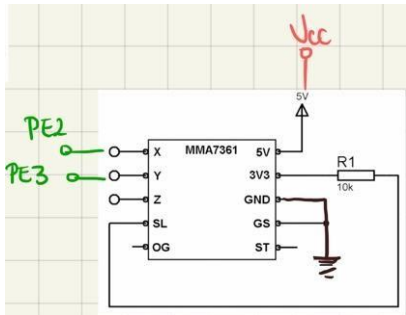 Vcc
5V
PE2
X MMA7361 5V
PE3
Y 3V3 R1
10k
Z GND
SL GS
OG ST